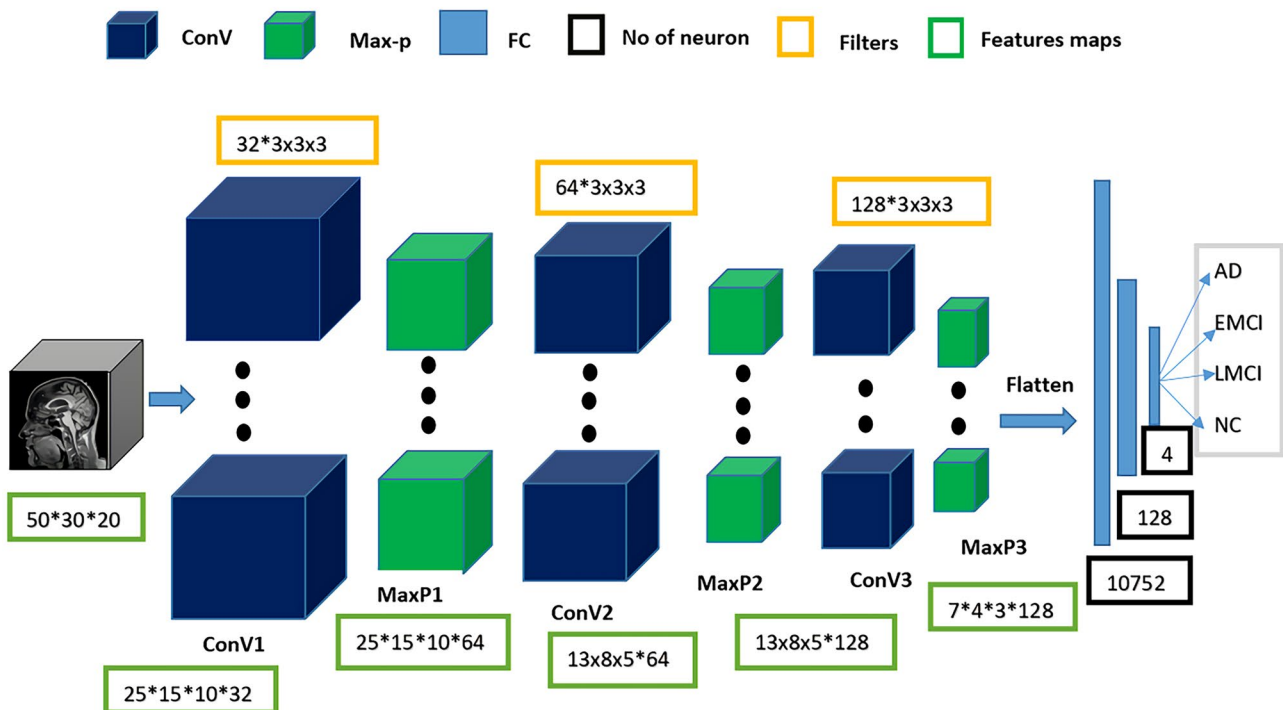 ConV
Max-p
FC
No of neuron
Filters
Features maps
32*3x3x3
64*3x3x3
128*3x3x3
AD
EMCI
LMCI
NC
Flatten
4
128
10752
50*30*20
ConV1
MaxP1
ConV2
MaxP2
ConV3
MaxP3
25*15*10*32
25*15*10*64
13x8x5*64
13x8x5*128
7*4*3*128